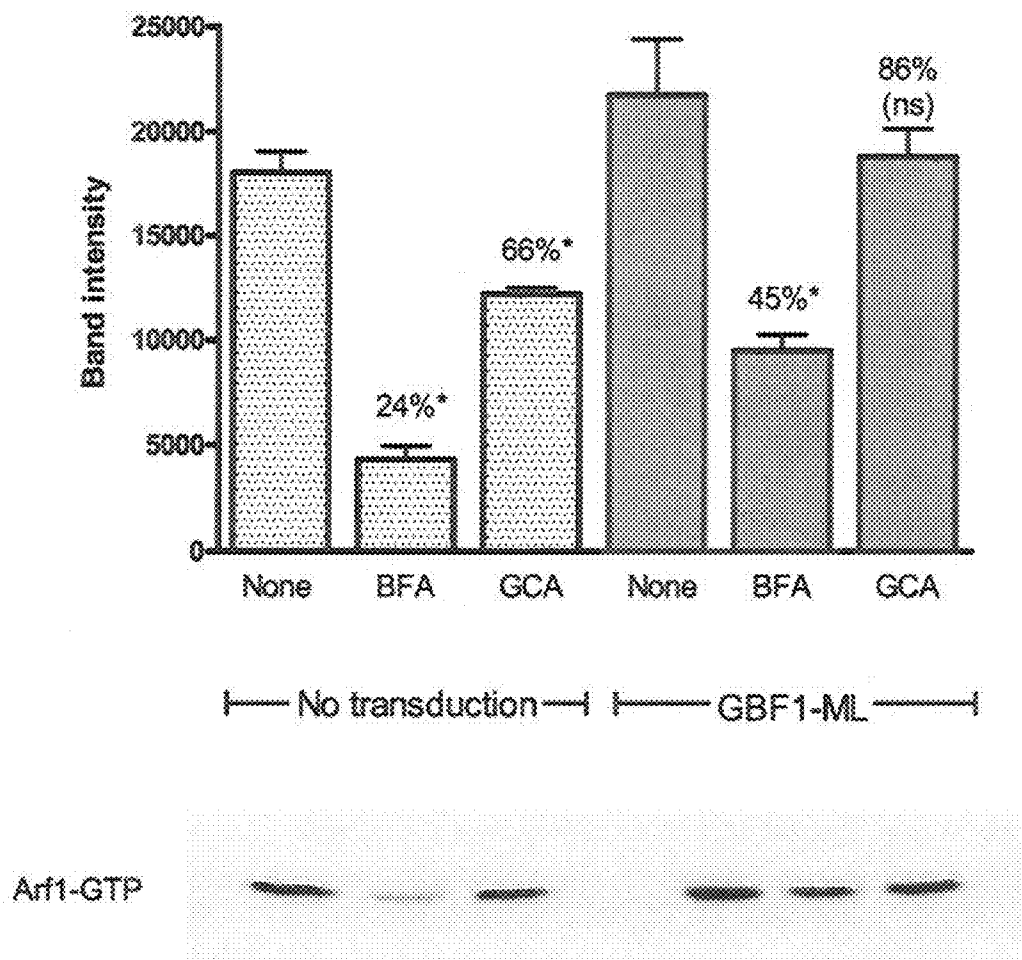 25000
20000
15000
10000
5000
0
Band intensity
24%*
66%*
45%*
86%
(ns)
None BFA GCA None BFA GCA
No transduction GBF1-ML
Arf1-GTP